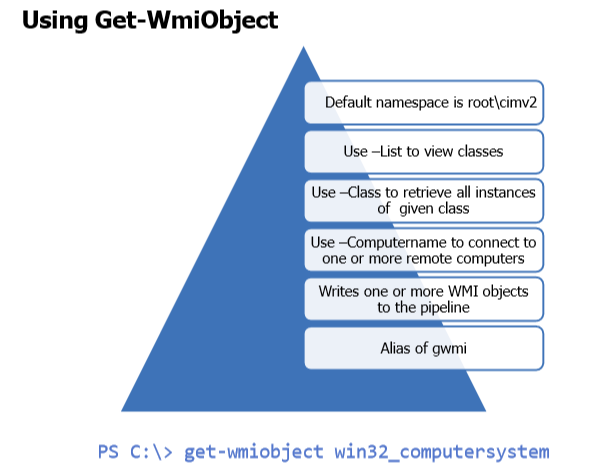 Using Get-WmiObject
Default namespace is root\cimv2
Use –List to view classes
Use –Class to retrieve all instances
of  given class
Use –Computername to connect to
one or more remote computers
Writes one or more WMI objects
to the pipeline
Alias of gwmi
PS C:\> get-wmiobject win32_computersystem